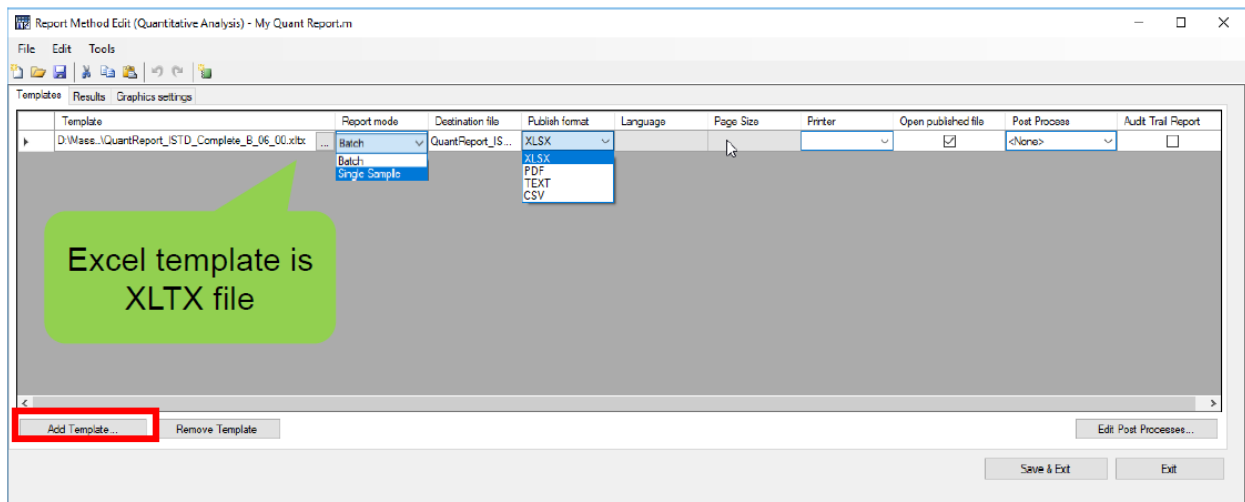 Report Method Edit (Quantitative Analysis) - My Quant Report.m
File Edit Tools
Templates Results Graphics settings
Template Report mode Destination file Publish format Language Page Size Printer Open published file Post Process Audit Trail Report
D:\Mass..\QuantReport_ISTD_Complete_B_06_00.xltx ... Batch QuantReport_IS... XLSX <None>
Batch XLSX
Single Sample PDF
TEXT
CSV
Excel template is
XLTX file
Add Template... Remove Template Edit Post Processes...
Save & Exit Exit